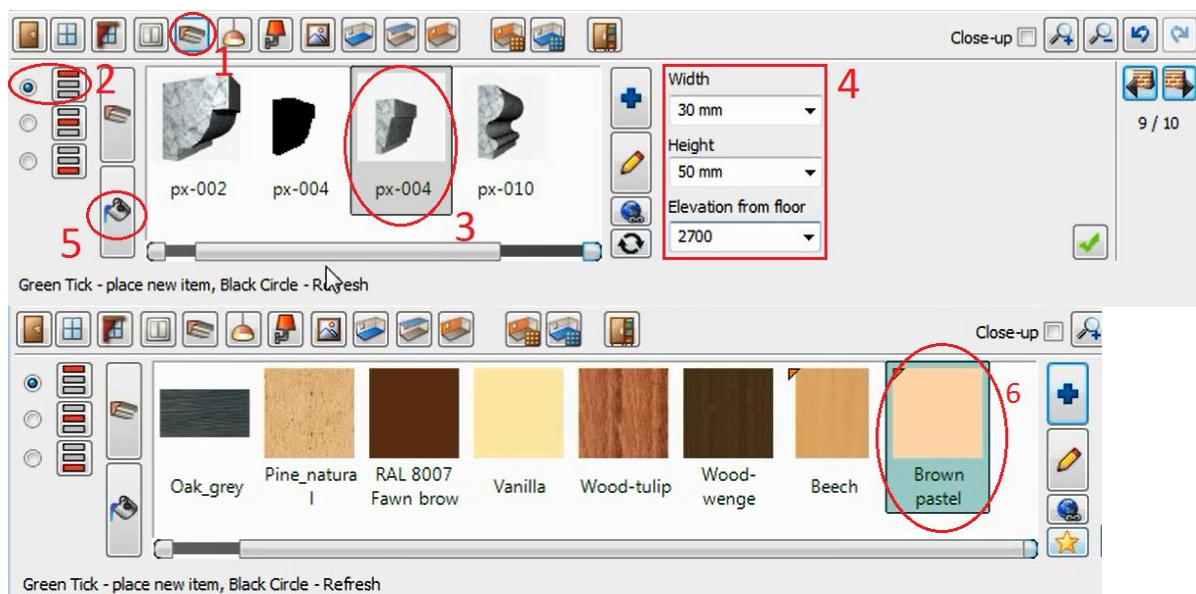 Close-up
1
2
3
4
5
Width
30 mm
Height
50 mm
Elevation from floor
2700
9 / 10
px-002
px-004
px-004
px-010
Green Tick - place new item, Black Circle - Refresh
Close-up
6
Oak_grey
Pine_natura
l
RAL 8007
Fawn brow
Vanilla
Wood-tulip
Wood-
wenge
Beech
Brown
pastel
Green Tick - place new item, Black Circle - Refresh